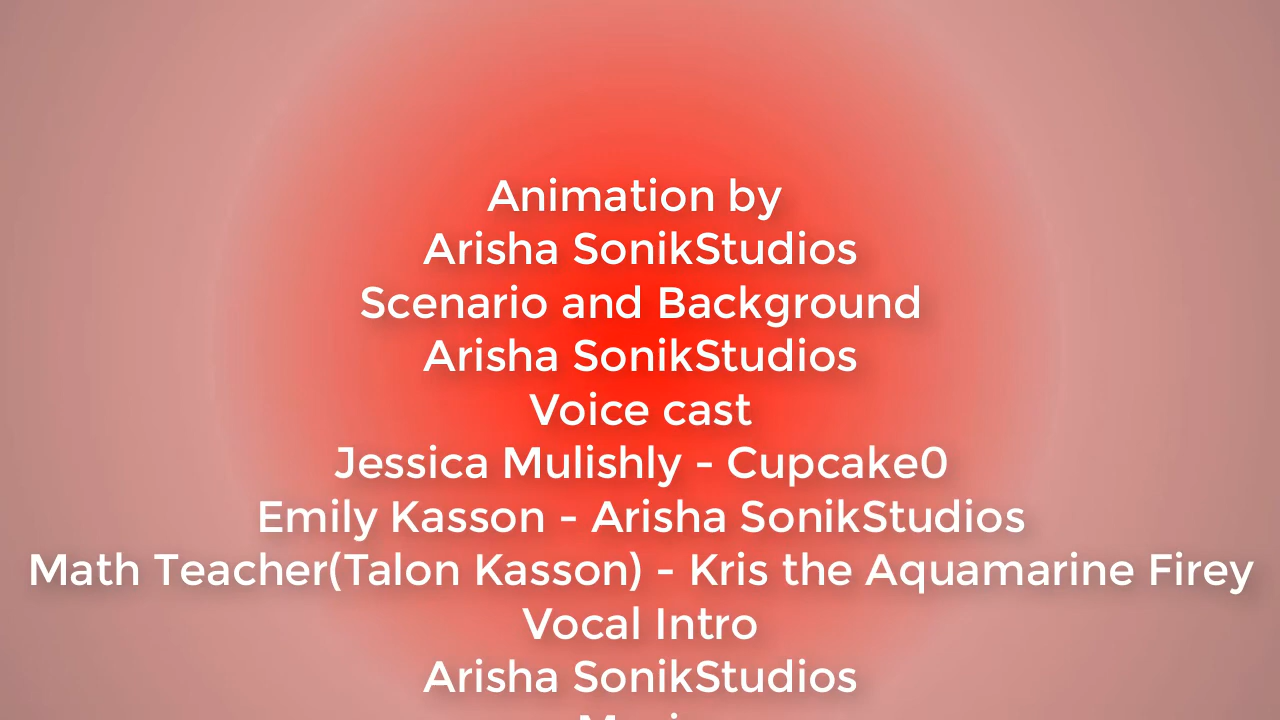 Animation by
Arisha SonikStudios
Scenario and Background
Arisha SonikStudios
Voice cast
Jessica Mulishly - Cupcake0
Emily Kasson - Arisha SonikStudios
Math Teacher(Talon Kasson) - Kris the Aquamarine Firey
Vocal Intro
Arisha SonikStudios